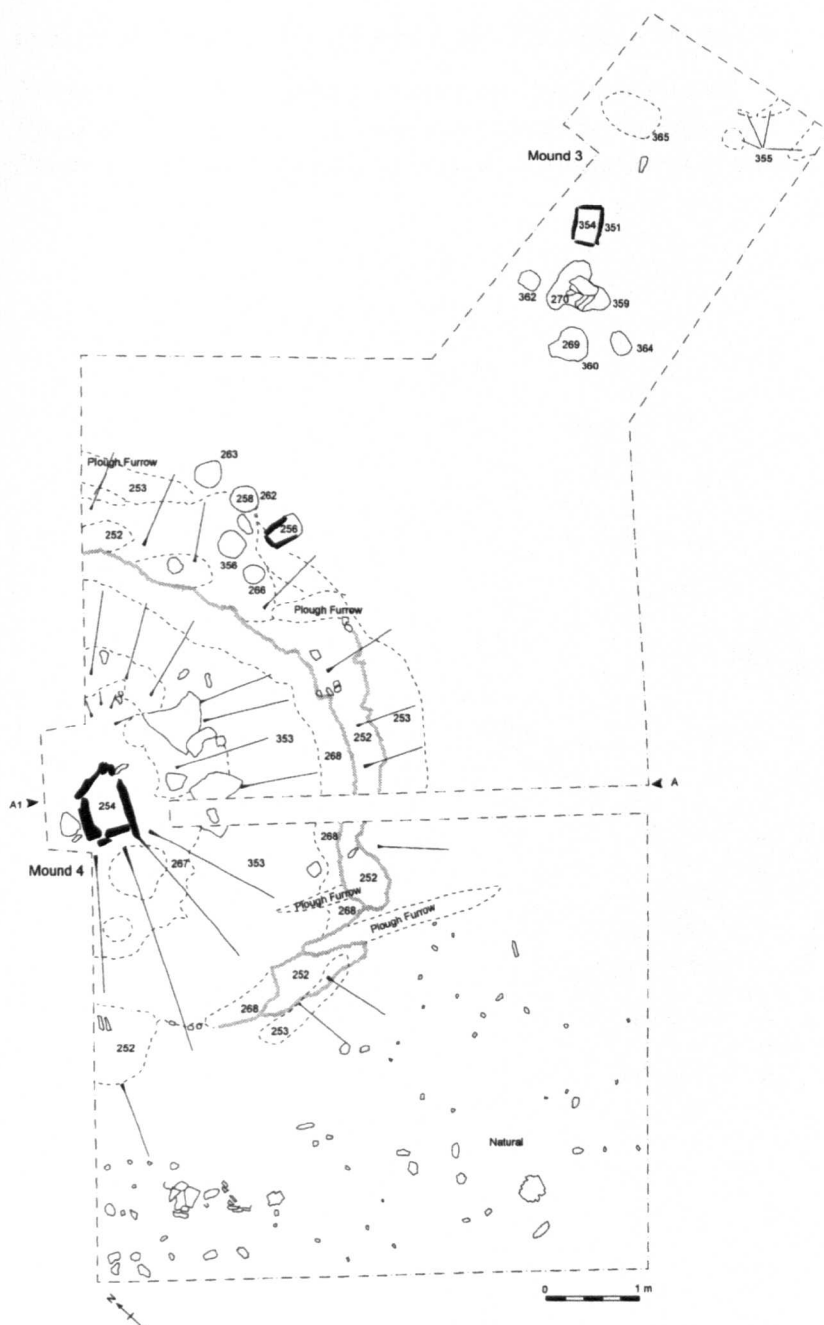 365
355
Mound 3
354 351
362 270 359
269 364
360
263
Plough Furrow
253
258 262
256
252
356
266
Plough Furrow
353 253
252
268
A
A1
254
268
Mound 4
267 353
252
Plough Furrow
268
Plough Furrow
252
268
253
252
Natural
0 1 m
N